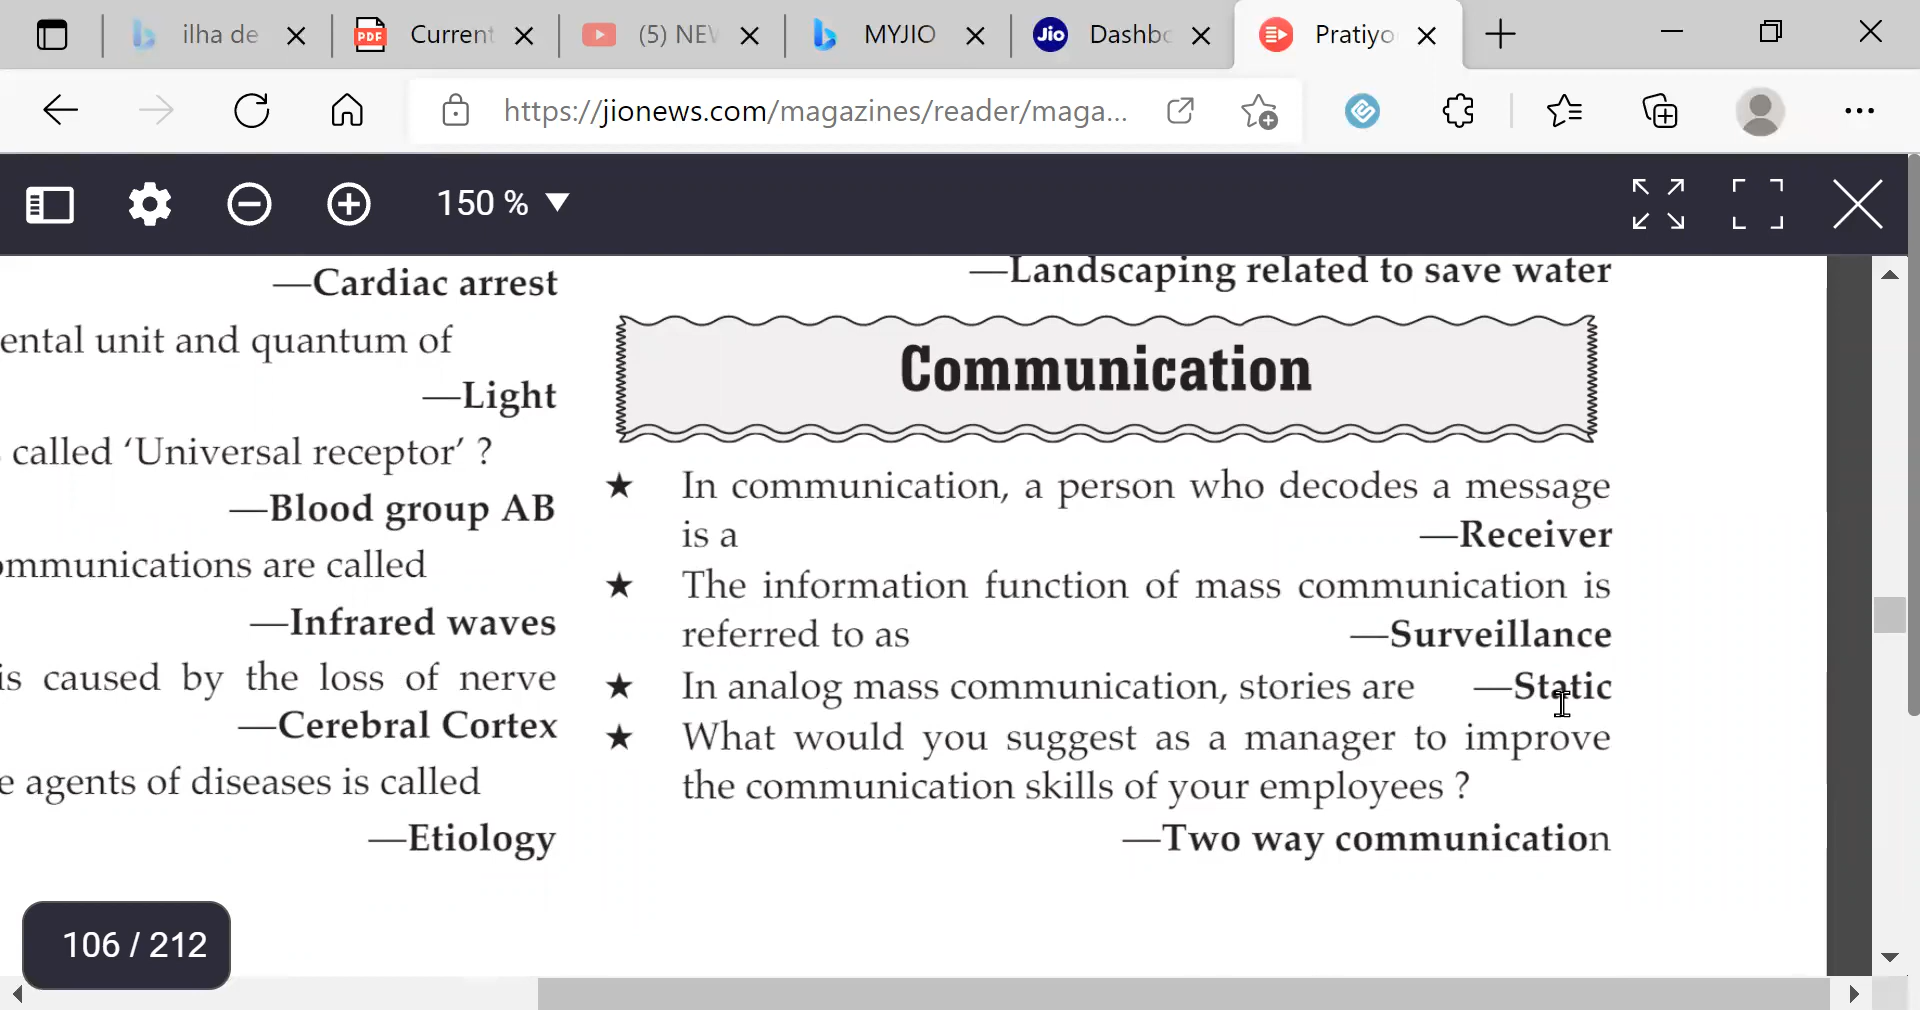 ilha de
Current
(5) NEW
MYJIO
Dashbo
Pratiyo
https://jionews.com/magazines/reader/maga...
150 %
—Cardiac arrest
ental unit and quantum of
—Light
called ‘Universal receptor’ ?
—Blood group AB
ommunications are called
—Infrared waves
is caused by the loss of nerve
—Cerebral Cortex
e agents of diseases is called
—Etiology
106 / 212
—Landscaping related to save water
Communication
★ In communication, a person who decodes a message
is a —Receiver
★ The information function of mass communication is
referred to as —Surveillance
★ In analog mass communication, stories are —Static
★ What would you suggest as a manager to improve
the communication skills of your employees ?
—Two way communication